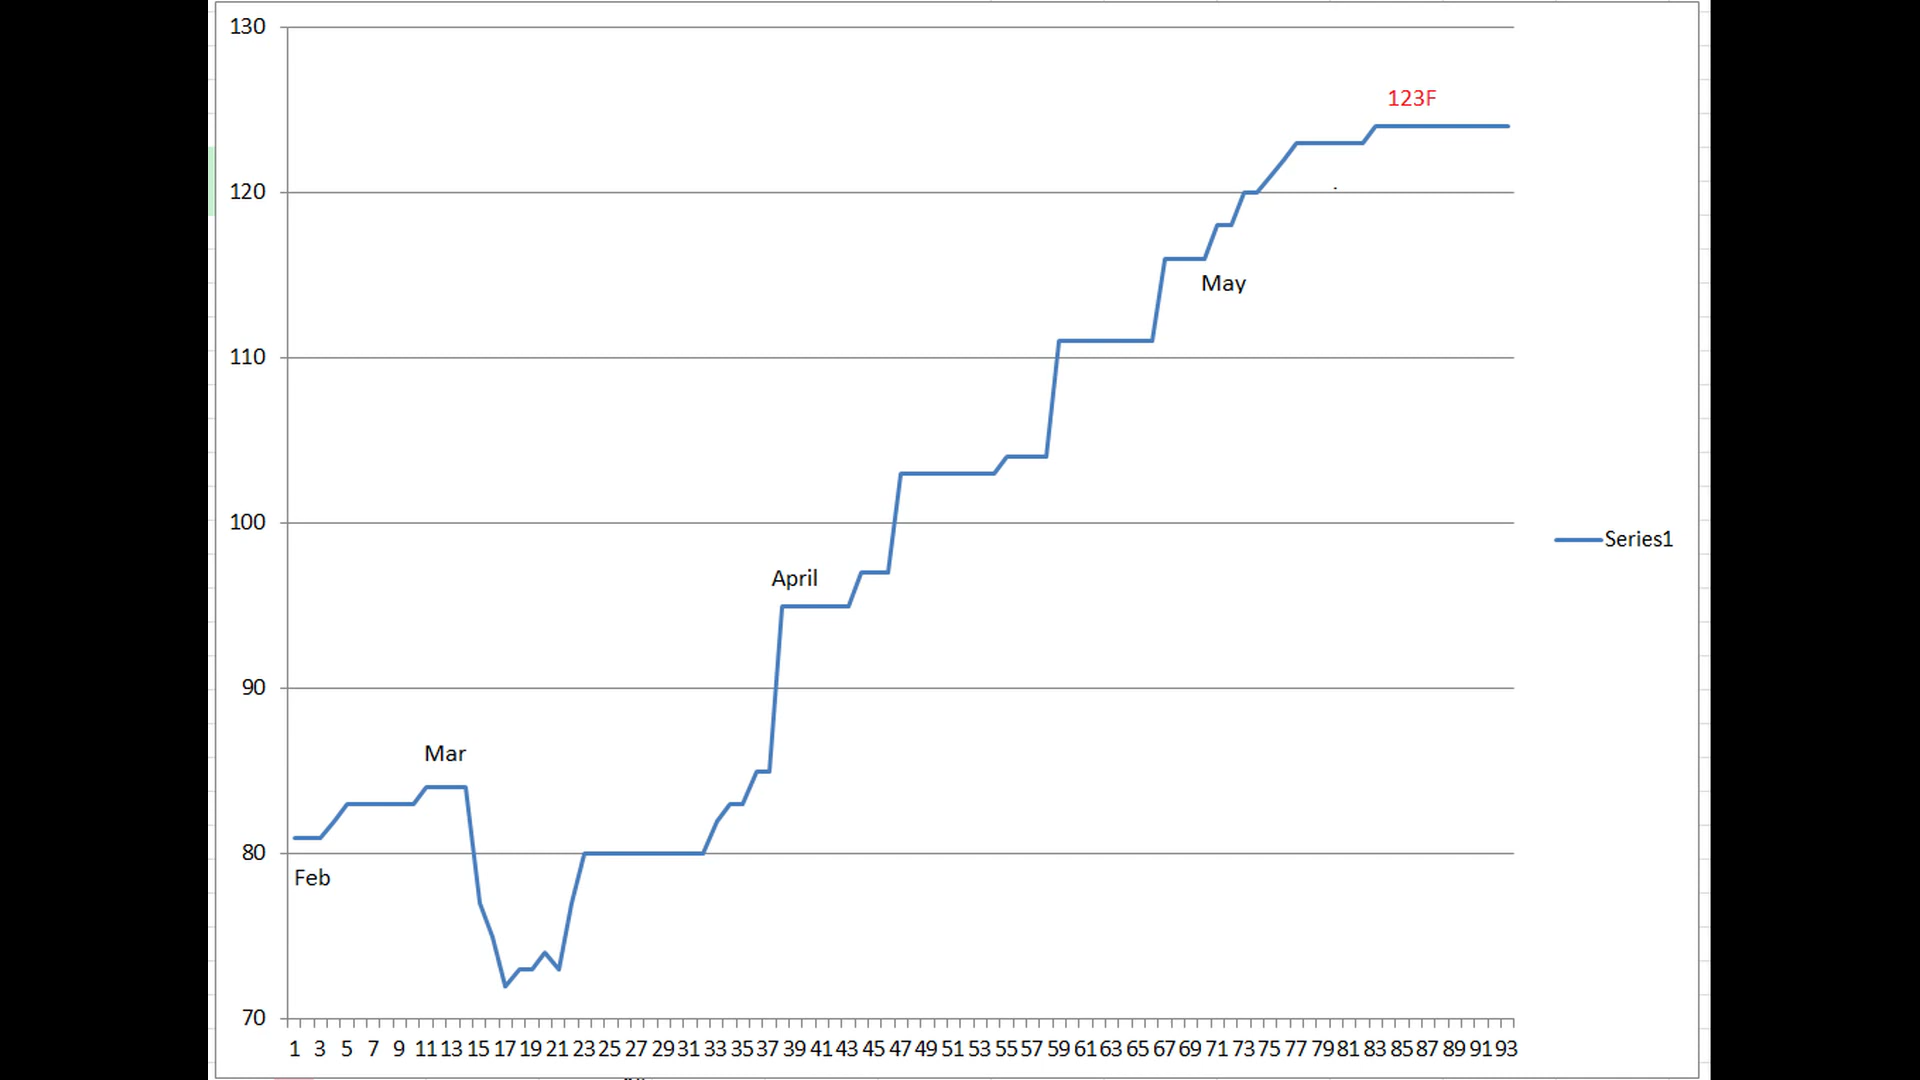 130
123F
120
May
110
100
Series1
April
90
Mar
80
Feb
70
1 3 5 7 9 11 13 15 17 19 21 23 25 27 29 31 33 35 37 39 41 43 45 47 49 51 53 55 57 59 61 63 65 67 69 71 73 75 77 79 81 83 85 87 89 91 93